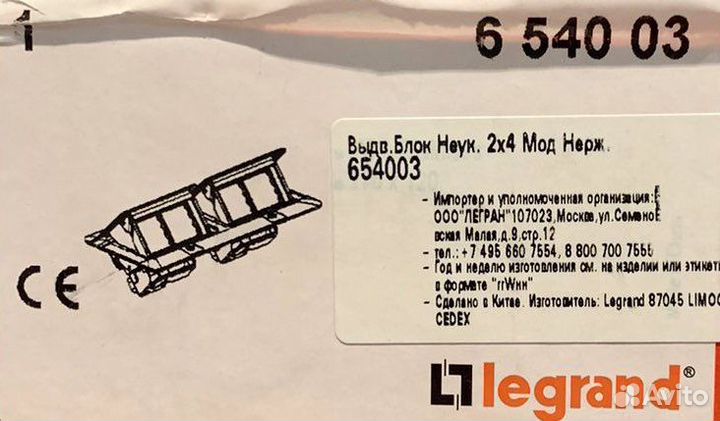 1
6 540 03
Выдв.Блок Неук. 2x4 Мод Нерж.
654003
- Импортер и уполномоченная организация:
ООО"ЛЕГРАН"107023,Москва,ул.Семенов
вская Малая,д.9,стр.12
- тел.:+7 495 660 7554, 8 800 700 7555
- Год и неделю изготовления см. на изделии или этикет
в формате "ггWнн"
- Сделано в Китае. Изготовитель: Legrand 87045 LIMOG
CEDEX
CE
legrand®
Avito